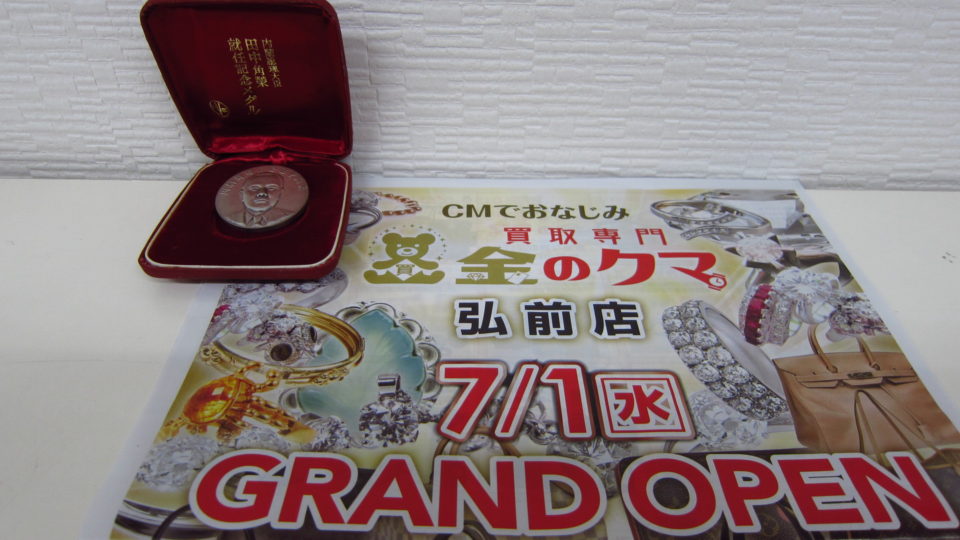 内閣総理大臣
田中角榮
就任記念メダル
CMでおなじみ
買取専門
金のクマ
弘前店
7/1 水
GRAND OPEN